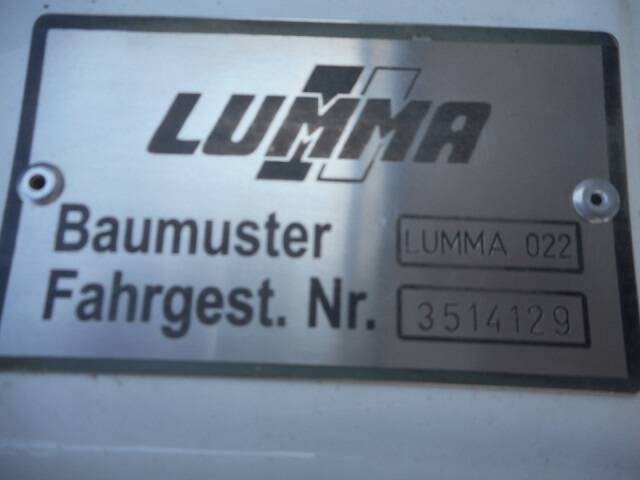 LUMMA
Baumuster LUMMA 022
Fahrgest. Nr. 3514129